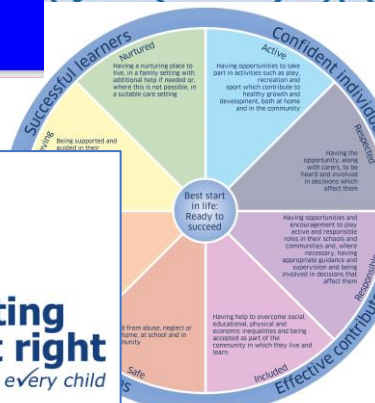 Successful learners
Confident
Nurtured
Having a nurturing place to
live, in a family setting with
additional help if needed or,
where this is not possible, in
a suitable care setting
Active
Having opportunities to take
part in activities such as play,
recreation and
sport which contribute to
healthy growth and
development, both at home
and in the community
Being supported and
guided in their
Respected
Having the
opportunity, along
with carers, to be
heard and involved
in decisions which
affect them
Best start
in life:
Ready to
succeed
Having opportunities and
encouragement to play
active and responsible
roles in their schools and
communities and, where
necessary, having
appropriate guidance and
supervision and being
involved in decisions that
affect them
Responsible
from abuse, neglect or
home, at school and in
Safe
Having help to overcome social,
educational, physical and
economic inequalities and being
accepted as part of the
community in which they live and
learn
Included
Effective
right
every child